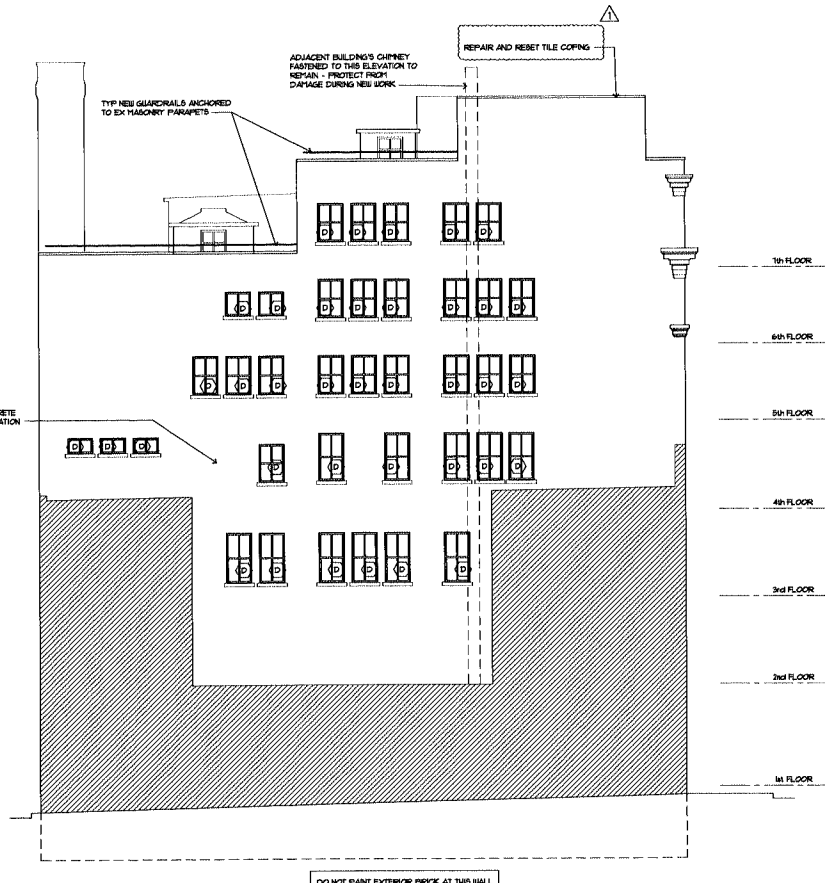 1
REPAIR AND RESET TILE COPING
ADJACENT BUILDING'S CHIMNEY
FASTENED TO THIS ELEVATION TO
REMAIN - PROTECT FROM
DAMAGE DURING NEW WORK
TYP NEW GUARDRAILS ANCHORED
TO EX MASONRY PARAPETS
D D D D D
7th FLOOR
D D D D D D D D
6th FLOOR
D D D D D D D D D
5th FLOOR
D D D
D D D D D D
4th FLOOR
D D D D D D
3rd FLOOR
2nd FLOOR
1st FLOOR
DO NOT PAINT EXTERIOR BRICK AT THIS WALL